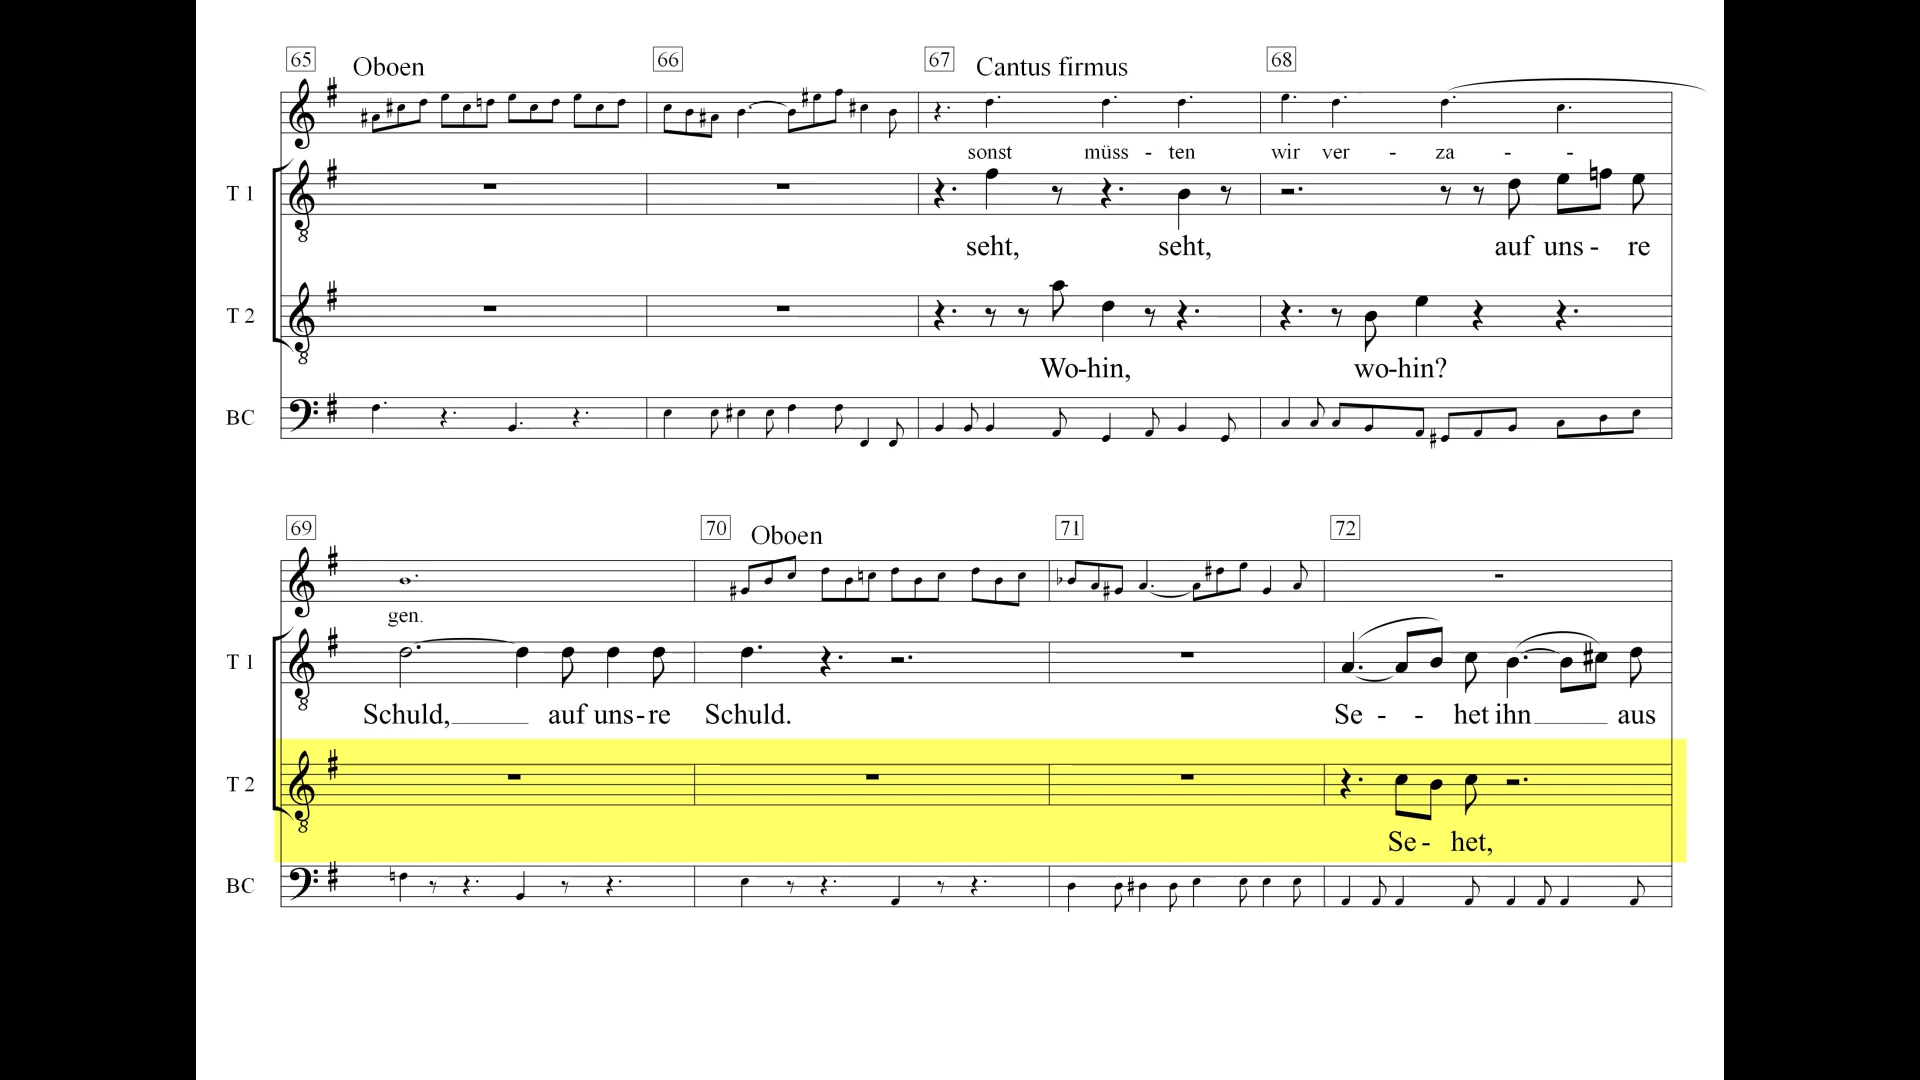 65 Oboen 66 67 Cantus firmus 68
sonst müss - ten wir ver - za - -
T 1
seht, seht, auf uns - re
T 2
Wo-hin, wo-hin?
BC
69 70 Oboen 71 72
gen.
T 1
Schuld, auf uns-re Schuld. Se - - het ihn aus
T 2
Se - het,
BC